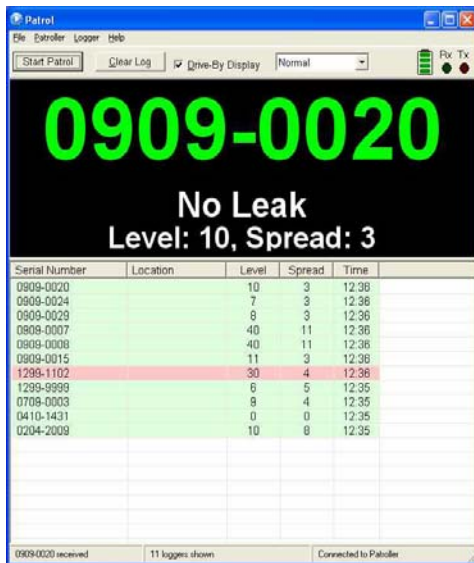 Patrol
File Patroller Logger Help
Start Patrol Clear Log Drive-By Display Normal Rx Tx
0909-0020
No Leak
Level: 10, Spread: 3
Serial Number Location Level Spread Time
0909-0020 10 3 12:36
0909-0024 7 3 12:36
0909-0029 8 3 12:36
0809-0007 40 11 12:36
0909-0008 40 11 12:36
0909-0015 11 3 12:36
1299-1102 30 4 12:36
1299-9999 6 5 12:35
0708-0003 9 4 12:35
0410-1431 0 0 12:35
0204-2009 10 8 12:35
0909-0020 received 11 loggers shown Connected to Patroller